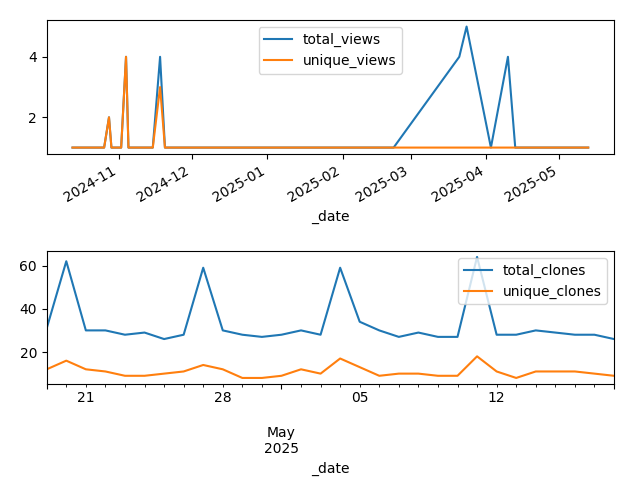 total_views
unique_views
4
2
2024-11
2024-12
2025-01
2025-02
2025-03
2025-04
2025-05
_date
total_clones
unique_clones
60
40
20
21
28
05
12
May
2025
_date